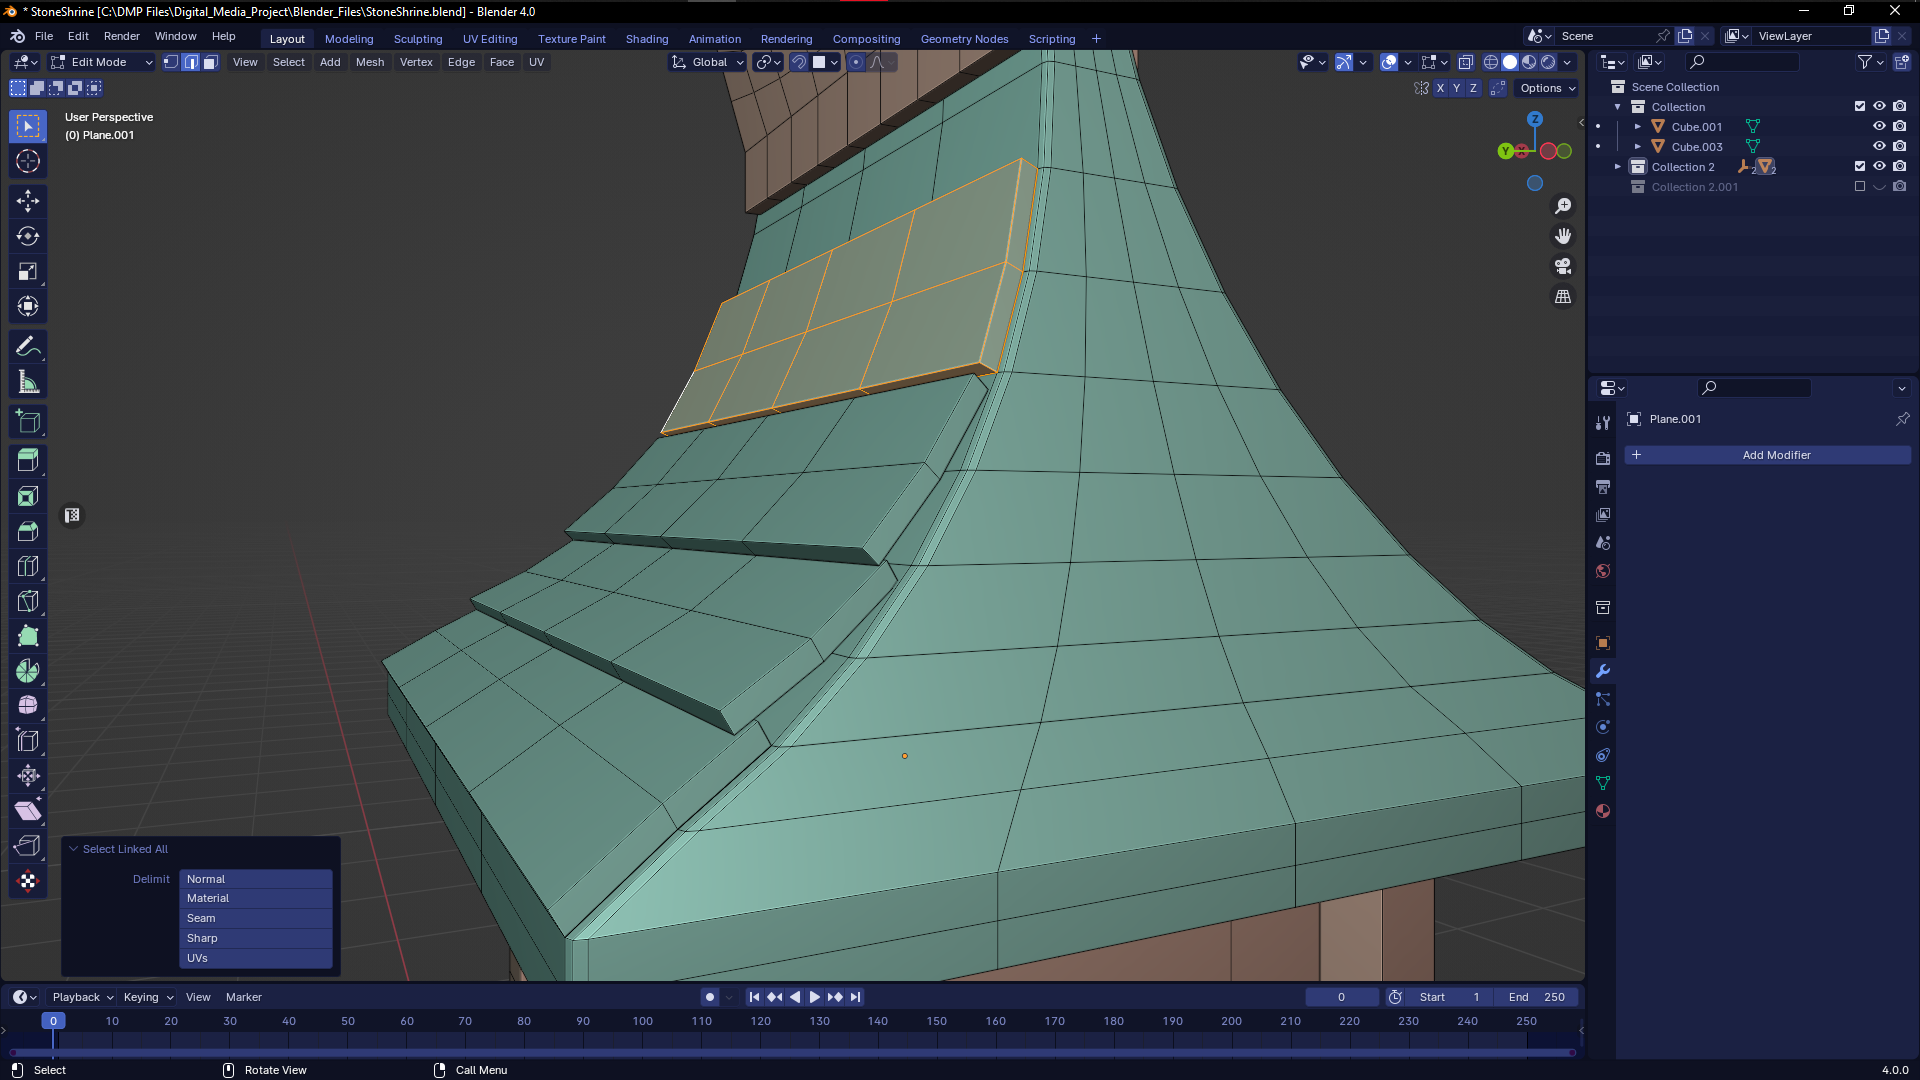 * StoneShrine [C:\DMP Files\Digital_Media_Project\Blender_Files\StoneShrine.blend] - Blender 4.0
File Edit Render Window Help Layout Modeling Sculpting UV Editing Texture Paint Shading Animation Rendering Compositing Geometry Nodes Scripting + Scene ViewLayer
Edit Mode View Select Add Mesh Vertex Edge Face UV Global
X Y Z Options
User Perspective
(0) Plane.001
Z
Y
Scene Collection
Collection
Cube.001
Cube.003
Collection 2 2 2
Collection 2.001
Plane.001
+ Add Modifier
Select Linked All
Delimit Normal
Material
Seam
Sharp
UVs
Playback Keying View Marker 0 Start 1 End 250
0 10 20 30 40 50 60 70 80 90 100 110 120 130 140 150 160 170 180 190 200 210 220 230 240 250
Select Rotate View Call Menu 4.0.0